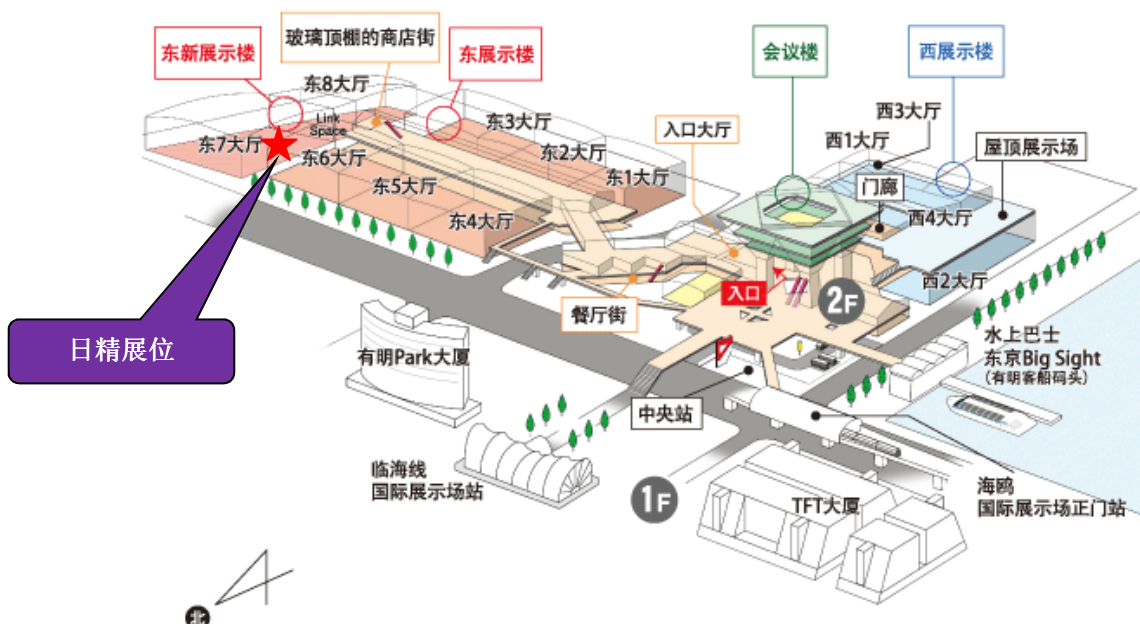 东新展示楼
玻璃顶棚的商店街
东展示楼
会议楼
西展示楼
东8大厅
Link
Space
东7大厅
东6大厅
东5大厅
东4大厅
东3大厅
东2大厅
东1大厅
入口大厅
西3大厅
西1大厅
屋顶展示场
门廊
西4大厅
西2大厅
入口
2F
餐厅街
日精展位
有明Park大厦
水上巴士
东京Big Sight
(有明客船码头)
中央站
临海线
国际展示场站
1F
TFT大厦
海鸥
国际展示场正门站
北